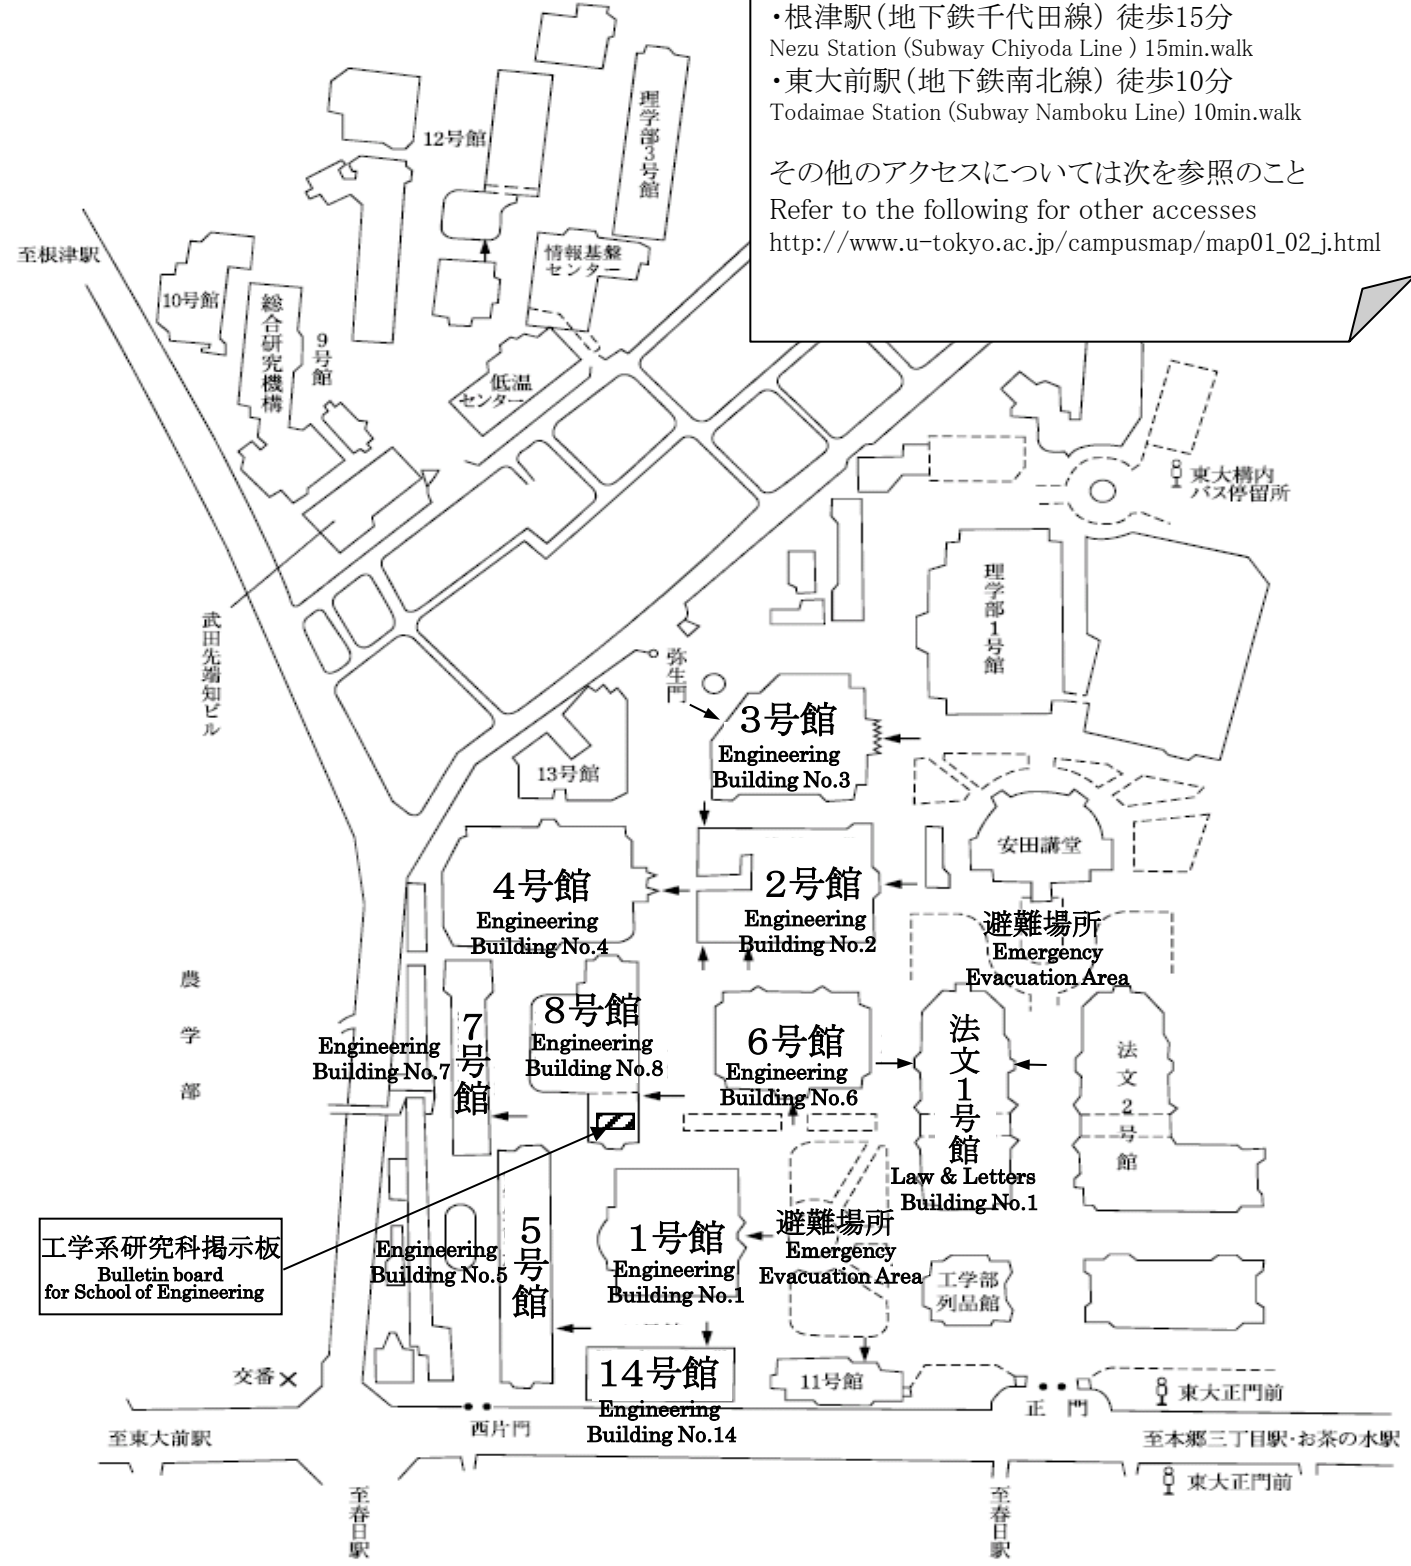 ・根津駅(地下鉄千代田線) 徒歩15分
Nezu Station (Subway Chiyoda Line ) 15min.walk
・東大前駅(地下鉄南北線) 徒歩10分
Todaimae Station (Subway Namboku Line) 10min.walk
その他のアクセスについては次を参照のこと
Refer to the following for other accesses
http://www.u-tokyo.ac.jp/campusmap/map01_02_j.html
理学部3号館
12号館
至根津駅
情報基盤
センター
10号館
総合研究機構
9号館
低温
センター
東大構内
バス停留所
理学部1号館
武田先端知ビル
弥生門
3号館
Engineering
Building No.3
13号館
安田講堂
4号館
Engineering
Building No.4
2号館
Engineering
Building No.2
避難場所
Emergency
Evacuation Area
農学部
7号館
Engineering
Building No.7
8号館
Engineering
Building No.8
6号館
Engineering
Building No.6
法文1号館
Law & Letters
Building No.1
法文2号館
工学系研究科掲示板
Bulletin board
for School of Engineering
5号館
Engineering
Building No.5
1号館
Engineering
Building No.1
避難場所
Emergency
Evacuation Area
工学部
列品館
交番
14号館
Engineering
Building No.14
11号館
正門
東大正門前
西片門
至東大前駅
至本郷三丁目駅・お茶の水駅
東大正門前
至春日駅
至春日駅